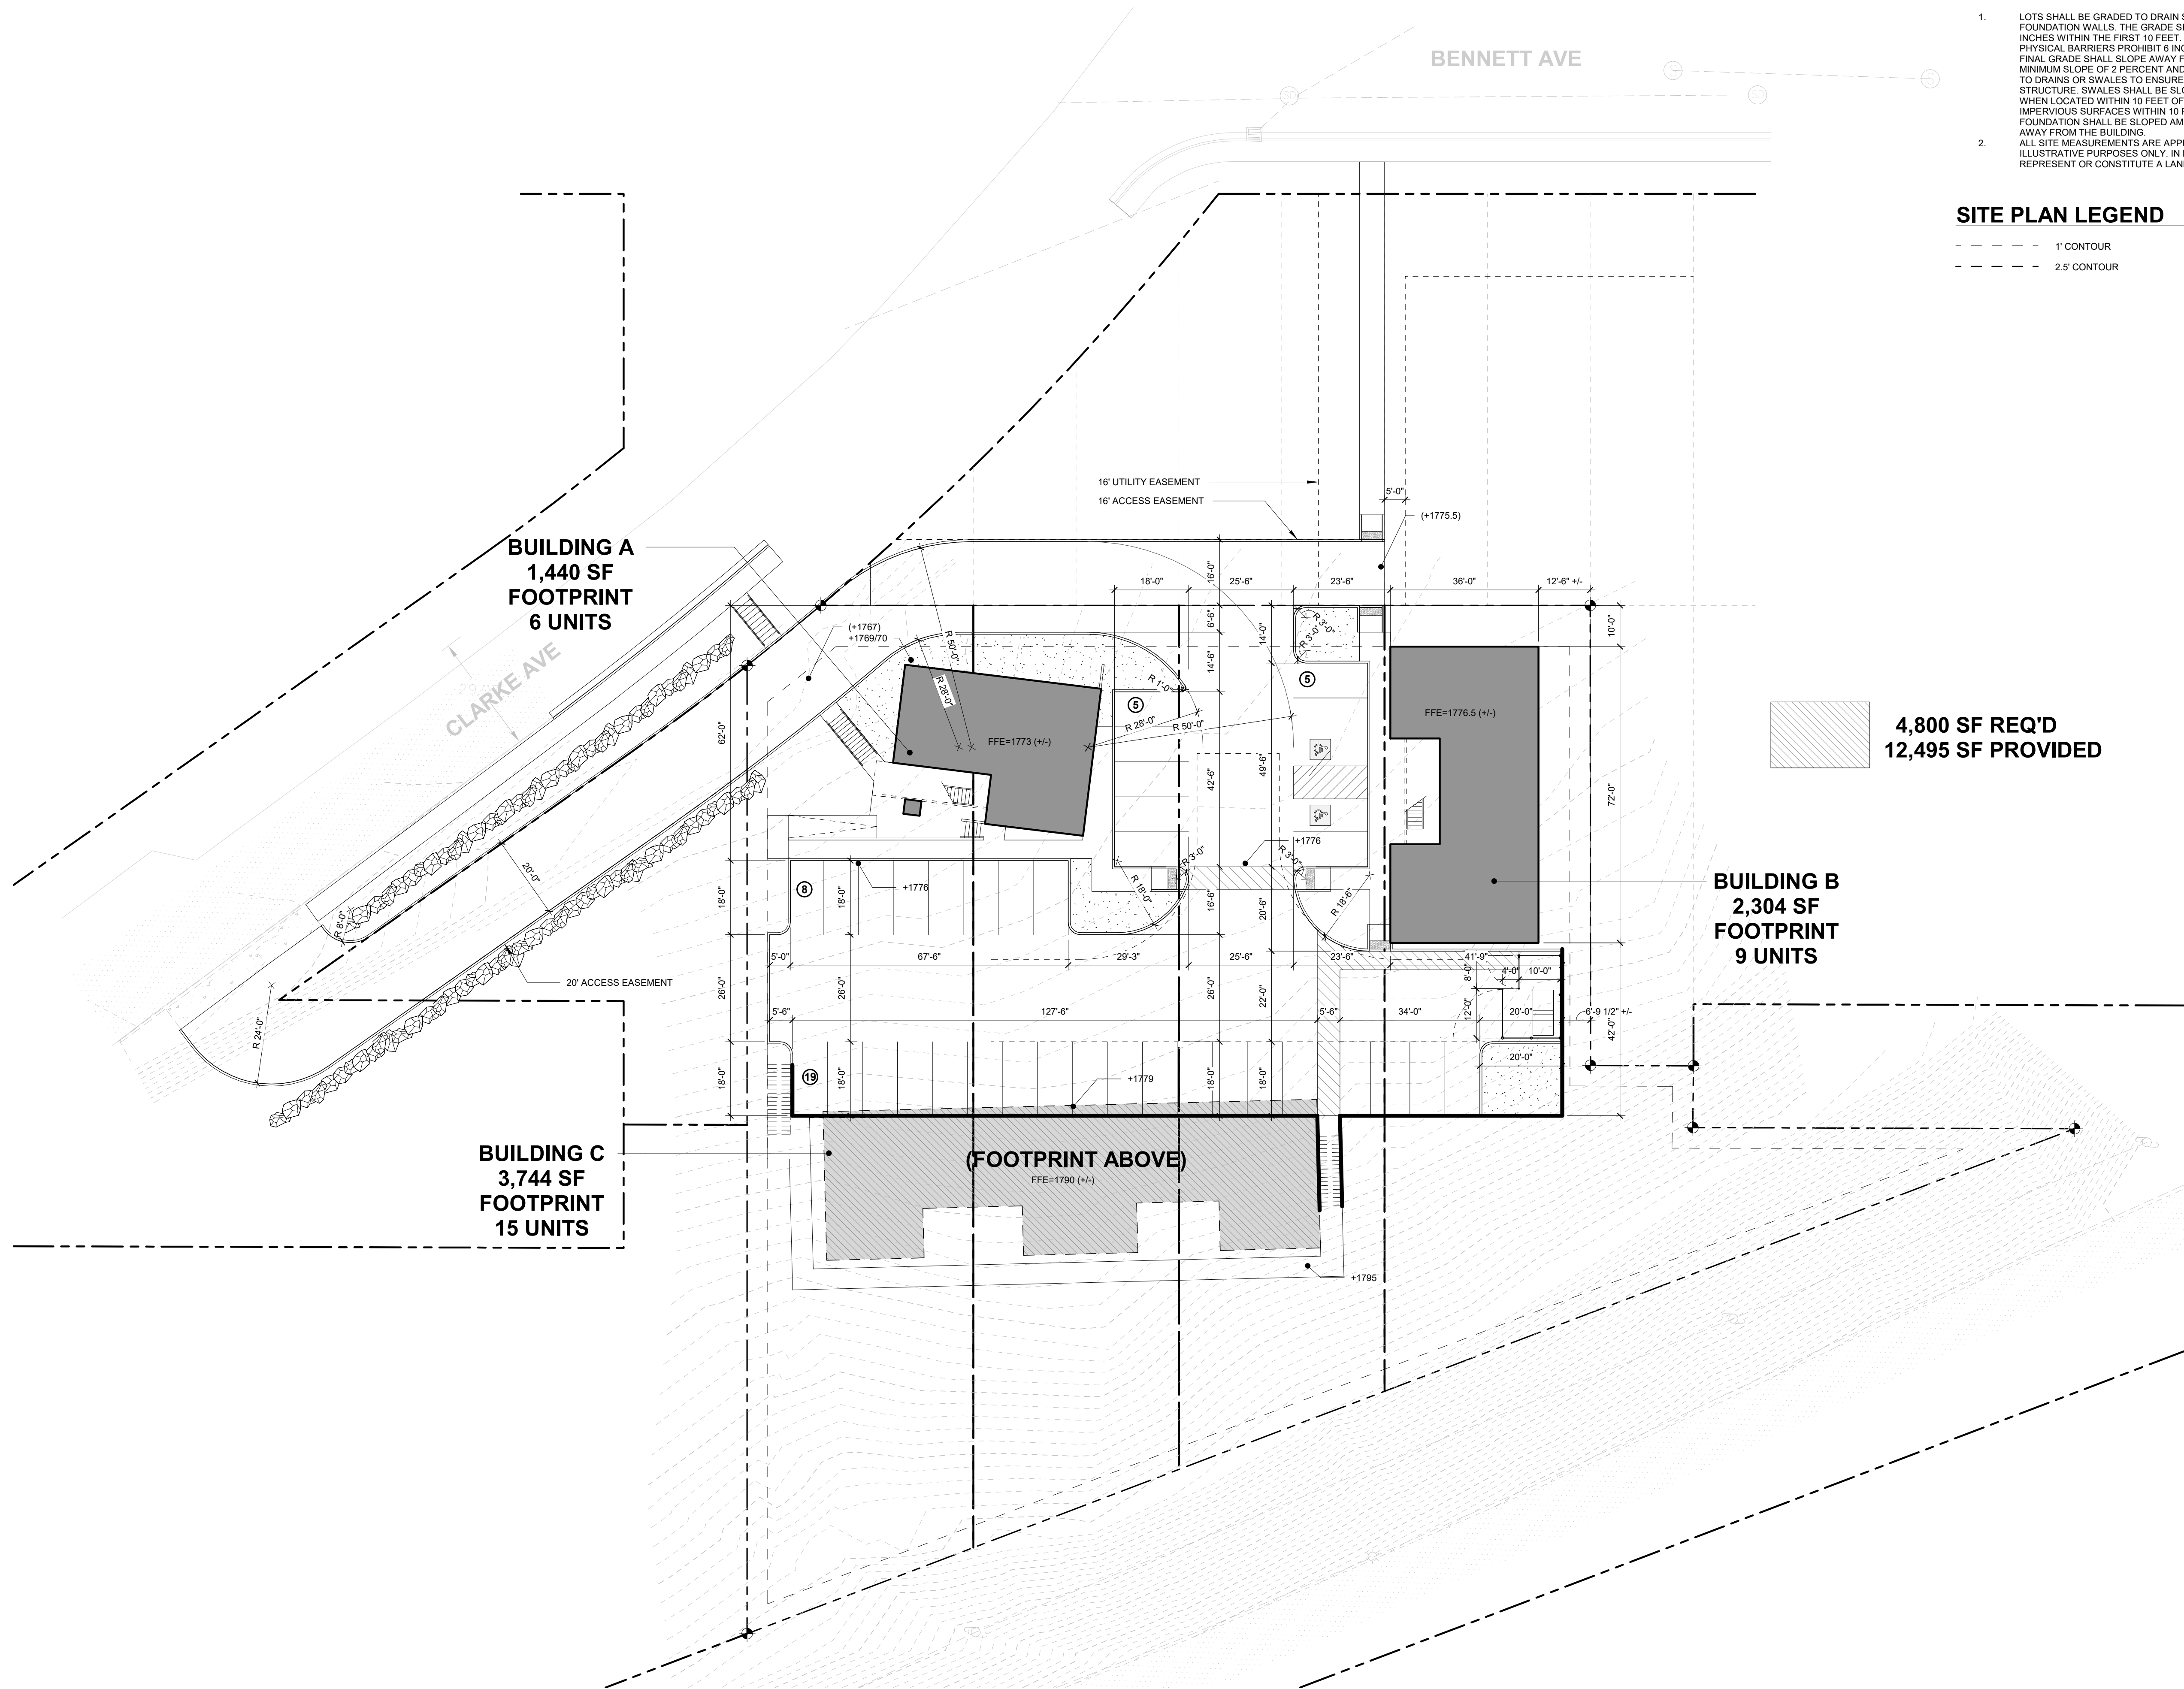 BENNETT AVE
1. LOTS SHALL BE GRADED TO DRAIN
FOUNDATION WALLS. THE GRADE
INCHES WITHIN THE FIRST 10 FEET.
PHYSICAL BARRIERS PROHIBIT 6
FINAL GRADE SHALL SLOPE AWAY
MINIMUM SLOPE OF 2 PERCENT AND
TO DRAINS OR SWALES TO ENSURE
STRUCTURE. SWALES SHALL BE
WHEN LOCATED WITHIN 10 FEET OF
IMPERVIOUS SURFACES WITHIN 10
FOUNDATION SHALL BE SLOPED
AWAY FROM THE BUILDING.
2. ALL SITE MEASUREMENTS ARE
ILLUSTRATIVE PURPOSES ONLY. IN
REPRESENT OR CONSTITUTE A
SITE PLAN LEGEND
1' CONTOUR
2.5' CONTOUR
16' UTILITY EASEMENT
16' ACCESS EASEMENT
5'-0"
(+1775.5)
BUILDING A
1,440 SF
FOOTPRINT
6 UNITS
CLARKE AVE
18'-0"
25'-6"
23'-6"
36'-0"
12'-6" +/-
16'-0"
6'-6"
14'-0"
14'-6"
10'-0"
(+1767)
+1769/70
R 50'-0"
R 28'-0"
R 3'-0"
R 3'-0"
R 1'-0"
R 28'-0"
R 50'-0"
5
5
FFE=1773 (+/-)
FFE=1776.5 (+/-)
62'-0"
42'-6"
49'-6"
72'-0"
4,800 SF REQ'D
12,495 SF PROVIDED
+1776
R 3'-0"
R 3'-0"
R 18'-0"
R 18'-6"
8
+1776
18'-0"
18'-0"
16'-6"
20'-6"
BUILDING B
2,304 SF
FOOTPRINT
9 UNITS
20'-0"
R 8'-0"
R 24'-0"
20' ACCESS EASEMENT
5'-0"
67'-6"
29'-3"
25'-6"
23'-6"
41'-9"
8'-0"
4'-0"
10'-0"
26'-0"
26'-0"
26'-0"
22'-0"
12'-0"
5'-6"
127'-6"
5'-6"
34'-0"
20'-0"
6'-9 1/2" +/-
42'-0"
20'-0"
19
18'-0"
18'-0"
18'-0"
18'-0"
+1779
BUILDING C
3,744 SF
FOOTPRINT
15 UNITS
(FOOTPRINT ABOVE)
FFE=1790 (+/-)
+1795